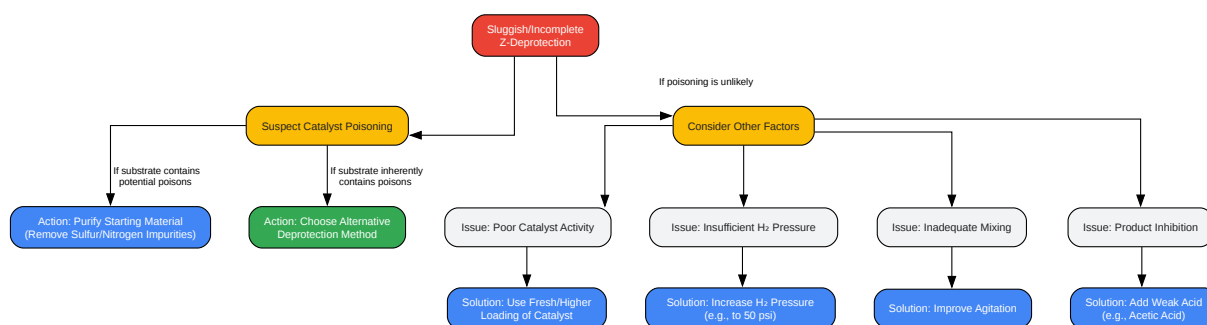 Sluggish/Incomplete
Z-Deprotection
If poisoning is unlikely
Suspect Catalyst Poisoning
Consider Other Factors
If substrate contains
potential poisons
If substrate inherently
contains poisons
Action: Purify Starting Material
(Remove Sulfur/Nitrogen Impurities)
Action: Choose Alternative
Deprotection Method
Issue: Poor Catalyst Activity
Issue: Insufficient H₂ Pressure
Issue: Inadequate Mixing
Issue: Product Inhibition
Solution: Use Fresh/Higher
Loading of Catalyst
Solution: Increase H₂ Pressure
(e.g., to 50 psi)
Solution: Improve Agitation
Solution: Add Weak Acid
(e.g., Acetic Acid)